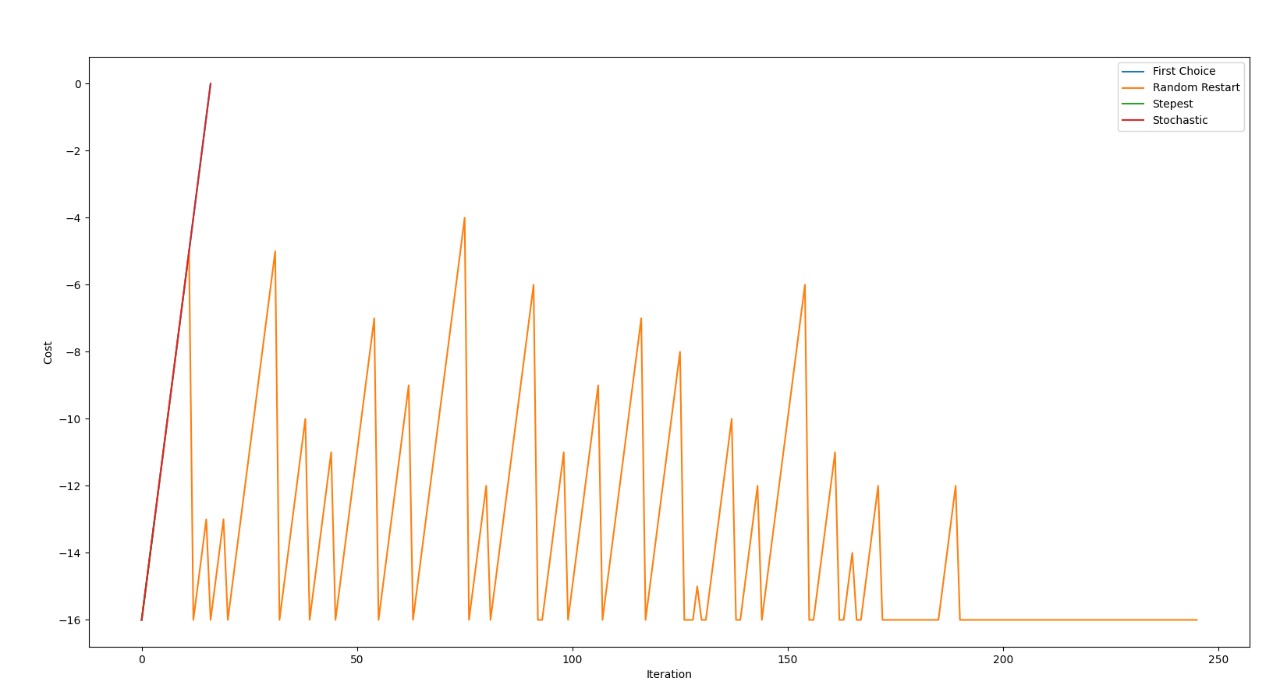 First Choice
Random Restart
Stepest
Stochastic
0
−2
−4
−6
−8
−10
−12
−14
−16
Cost
0
50
100
150
200
250
Iteration